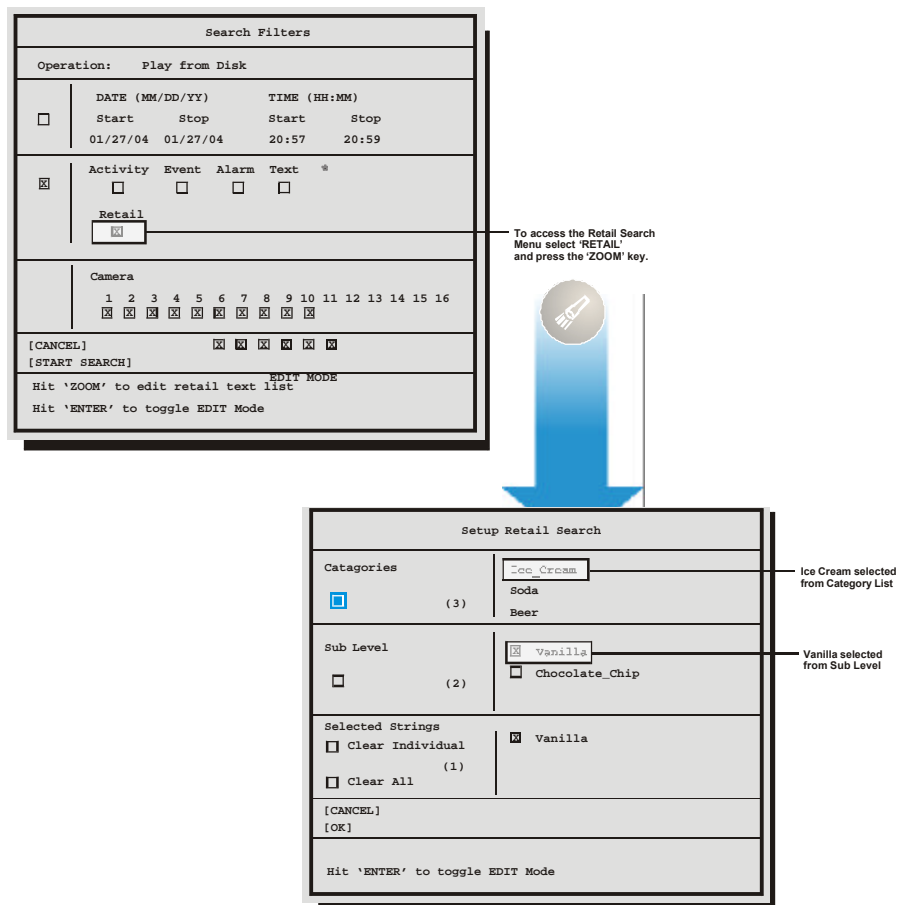 Search Filters
Operation: Play from Disk
DATE (MM/DD/YY) TIME (HH:MM)
Start Stop Start Stop
01/27/04 01/27/04 20:57 20:59
Activity Event Alarm Text *
Retail
Camera
1 2 3 4 5 6 7 8 9 10 11 12 13 14 15 16
[CANCEL]
[START SEARCH]
EDIT MODE
Hit ‘ZOOM’ to edit retail text list
Hit ‘ENTER’ to toggle EDIT Mode
To access the Retail Search
Menu select ‘RETAIL’
and press the ‘ZOOM’ key.
Setup Retail Search
Catagories
(3)
Ice_Cream
Soda
Beer
Ice Cream selected
from Category List
Sub Level
(2)
Vanilla
Chocolate_Chip
Vanilla selected
from Sub Level
Selected Strings
Clear Individual
(1)
Clear All
Vanilla
[CANCEL]
[OK]
Hit ‘ENTER’ to toggle EDIT Mode